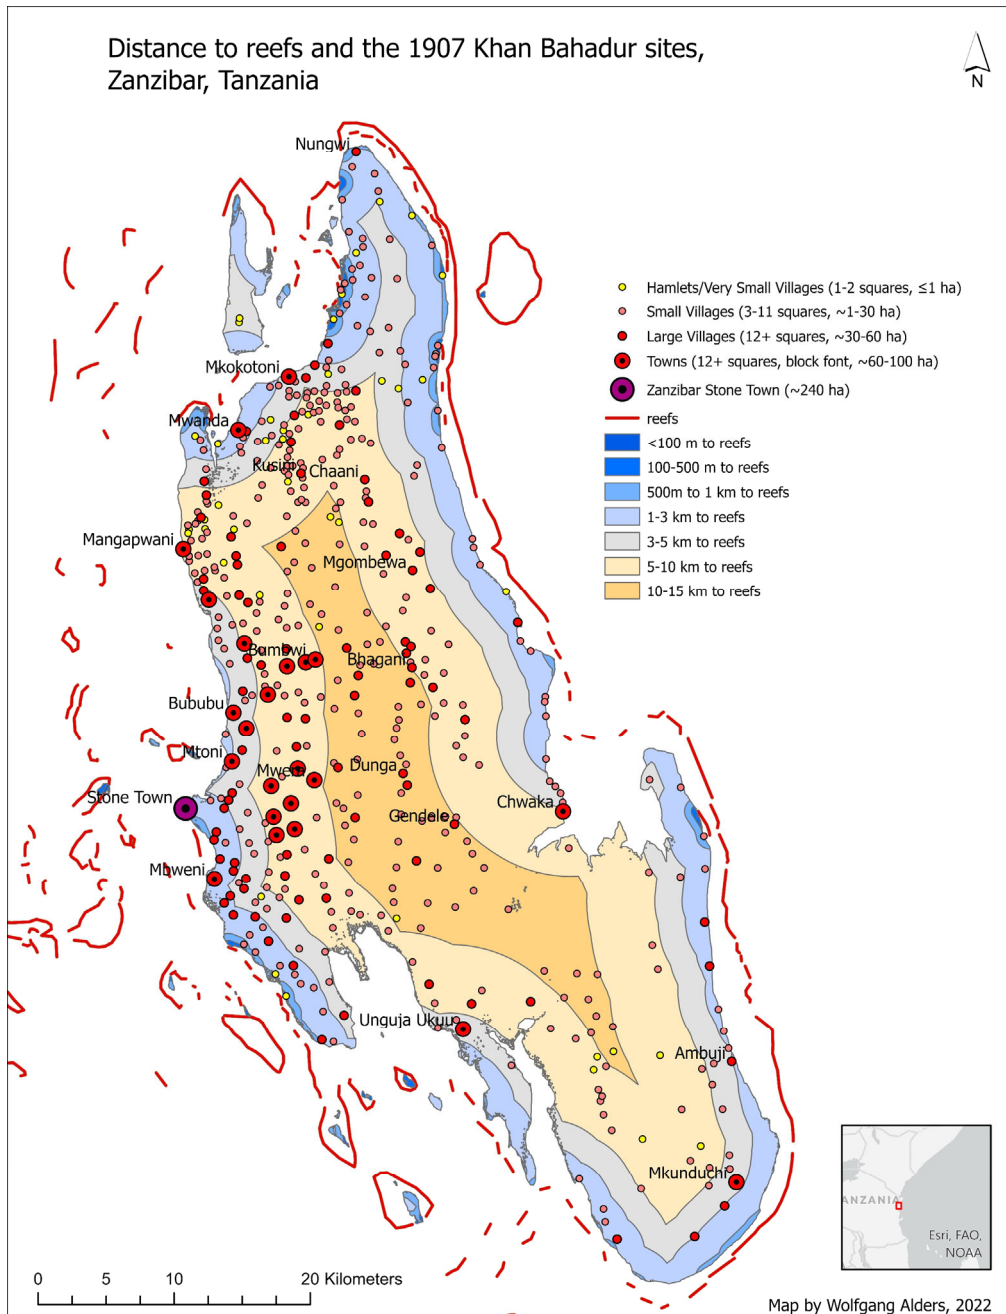 Distance to reefs and the 1907 Khan Bahadur sites,
Zanzibar, Tanzania
N
Nungwi
Hamlets/Very Small Villages (1-2 squares, ≤1 ha)
Small Villages (3-11 squares, ~1-30 ha)
Large Villages (12+ squares, ~30-60 ha)
Towns (12+ squares, block font, ~60-100 ha)
Zanzibar Stone Town (~240 ha)
reefs
<100 m to reefs
100-500 m to reefs
500m to 1 km to reefs
1-3 km to reefs
3-5 km to reefs
5-10 km to reefs
10-15 km to reefs
Mkokotoni
Mwanda
Kusini
Chaani
Mangapwani
Mgombewa
Bumbwi
Bhagani
Bububu
Mtoni
Mwera
Dunga
Stone Town
Chwaka
Gendele
Mbweni
Unguja Ukuu
Ambuji
Mkunduchi
ANZANIA
Esri, FAO,
NOAA
0 5 10 20 Kilometers
Map by Wolfgang Alders, 2022